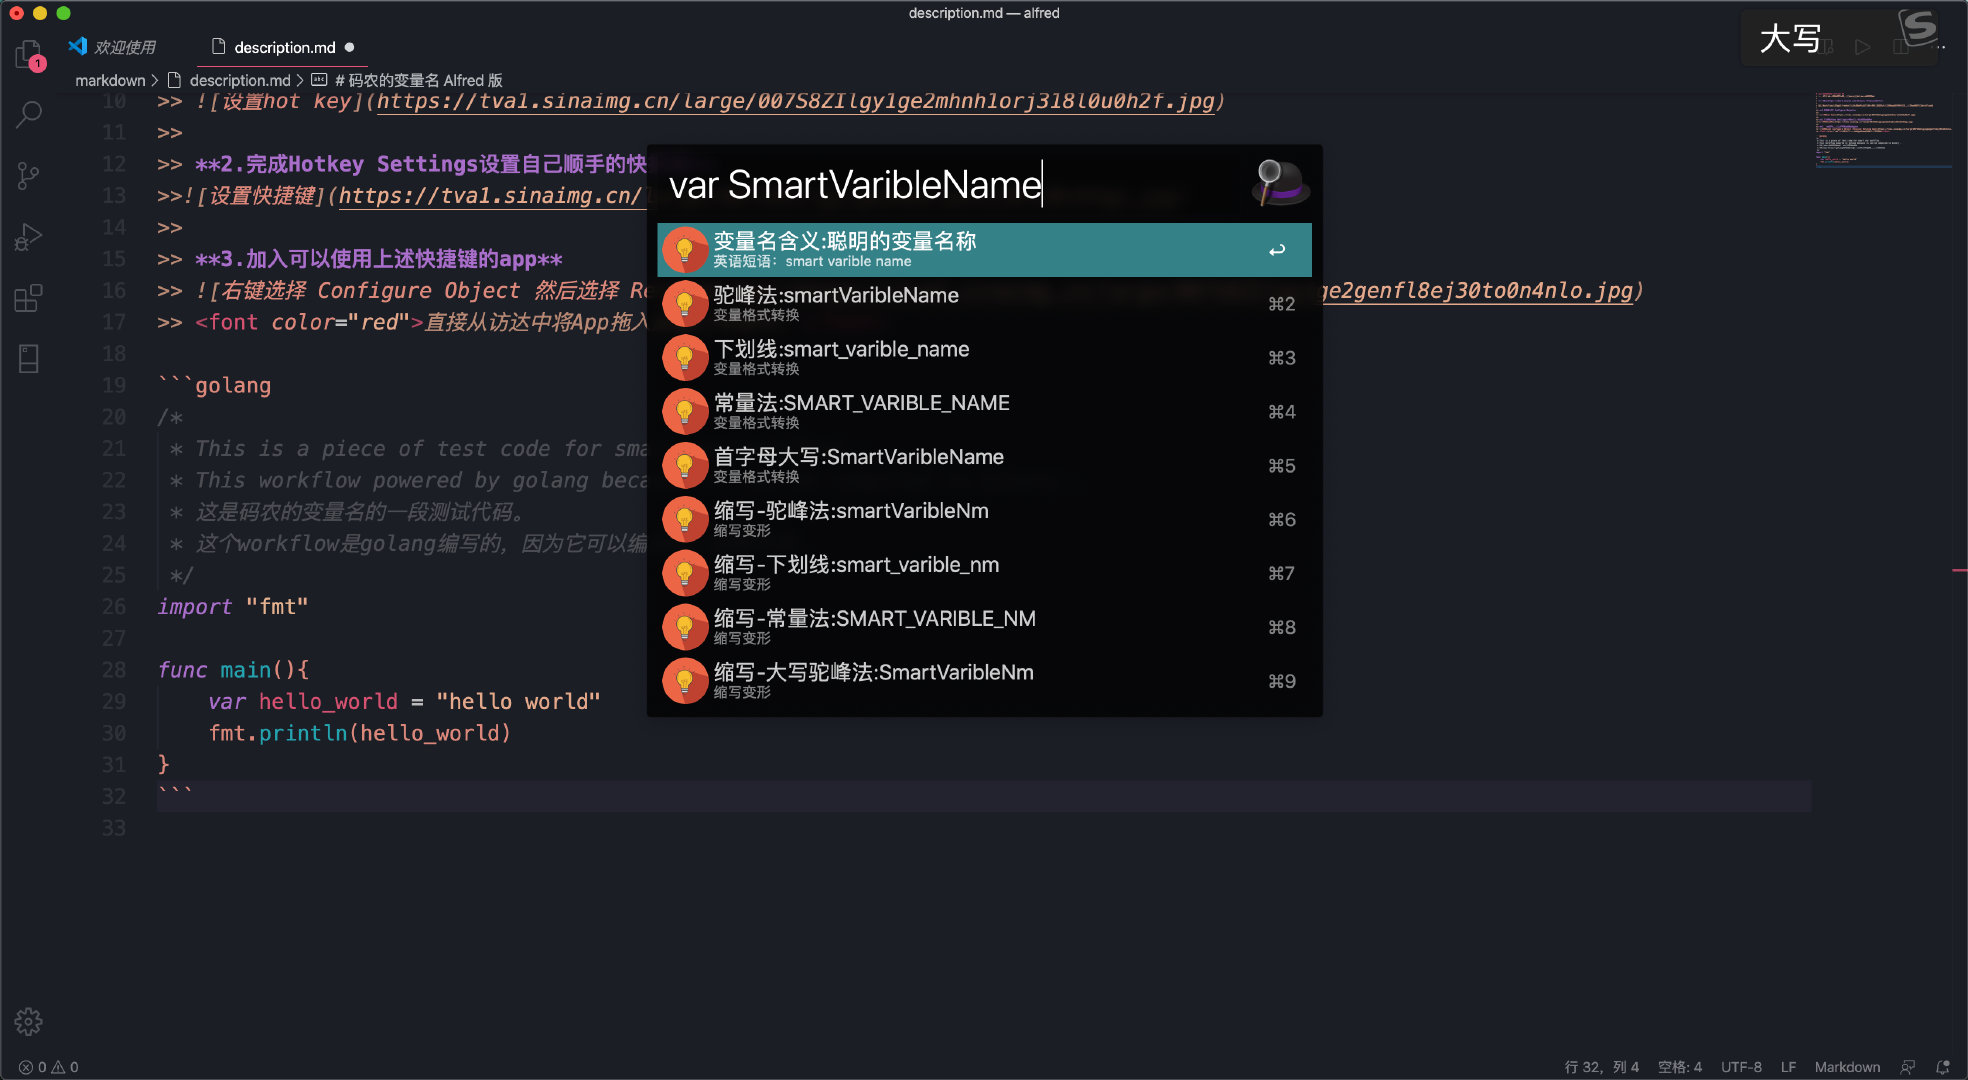 description.md — alfred
大写
欢迎使用
description.md
1
markdown > description.md > # 码农的变量名 Alfred 版
10 >> ![设置hot key](https://tva1.sinaimg.cn/large/007S8ZIlgy1ge2mhnh1orj318l0u0h2f.jpg)
11 >>
12 >> **2.完成Hotkey Settings设置自己顺手的快
13 >>![设置快捷键](https://tva1.sinaimg.cn/
14 >>
15 >> **3.加入可以使用上述快捷键的app**
16 >> ![右键选择 Configure Object 然后选择 Re ge2genfl8ej30to0n4nlo.jpg)
17 >> <font color="red">直接从访达中将App拖入
18
19 ```golang
20 /*
21 * This is a piece of test code for sma
22 * This workflow powered by golang beca
23 * 这是码农的变量名的一段测试代码。
24 * 这个workflow是golang编写的，因为它可以编
25 */
26 import "fmt"
27
28 func main(){
29 var hello_world = "hello world"
30 fmt.println(hello_world)
31 }
32 ```
33
var SmartVaribleName
变量名含义:聪明的变量名称
英语短语：smart varible name
驼峰法:smartVaribleName ⌘2
变量格式转换
下划线:smart_varible_name ⌘3
变量格式转换
常量法:SMART_VARIBLE_NAME ⌘4
变量格式转换
首字母大写:SmartVaribleName ⌘5
变量格式转换
缩写-驼峰法:smartVaribleNm ⌘6
缩写变形
缩写-下划线:smart_varible_nm ⌘7
缩写变形
缩写-常量法:SMART_VARIBLE_NM ⌘8
缩写变形
缩写-大写驼峰法:SmartVaribleNm ⌘9
缩写变形
0 0
行 32，列 4 空格: 4 UTF-8 LF Markdown